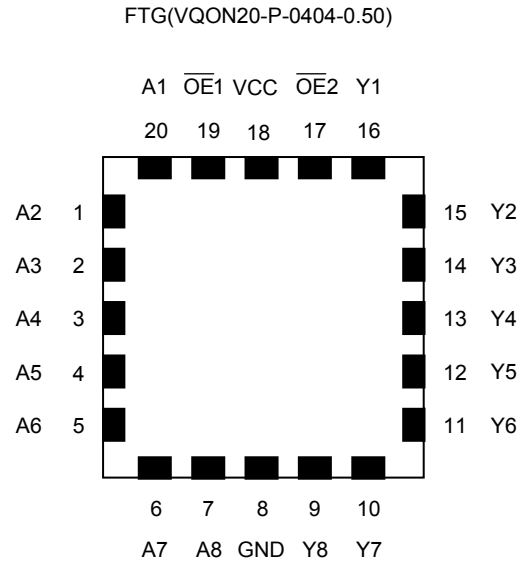 FTG(VQON20-P-0404-0.50)
A1 O̅E̅1 VCC O̅E̅2 Y1
20 19 18 17 16
A2 1 15 Y2
A3 2 14 Y3
A4 3 13 Y4
A5 4 12 Y5
A6 5 11 Y6
6 7 8 9 10
A7 A8 GND Y8 Y7